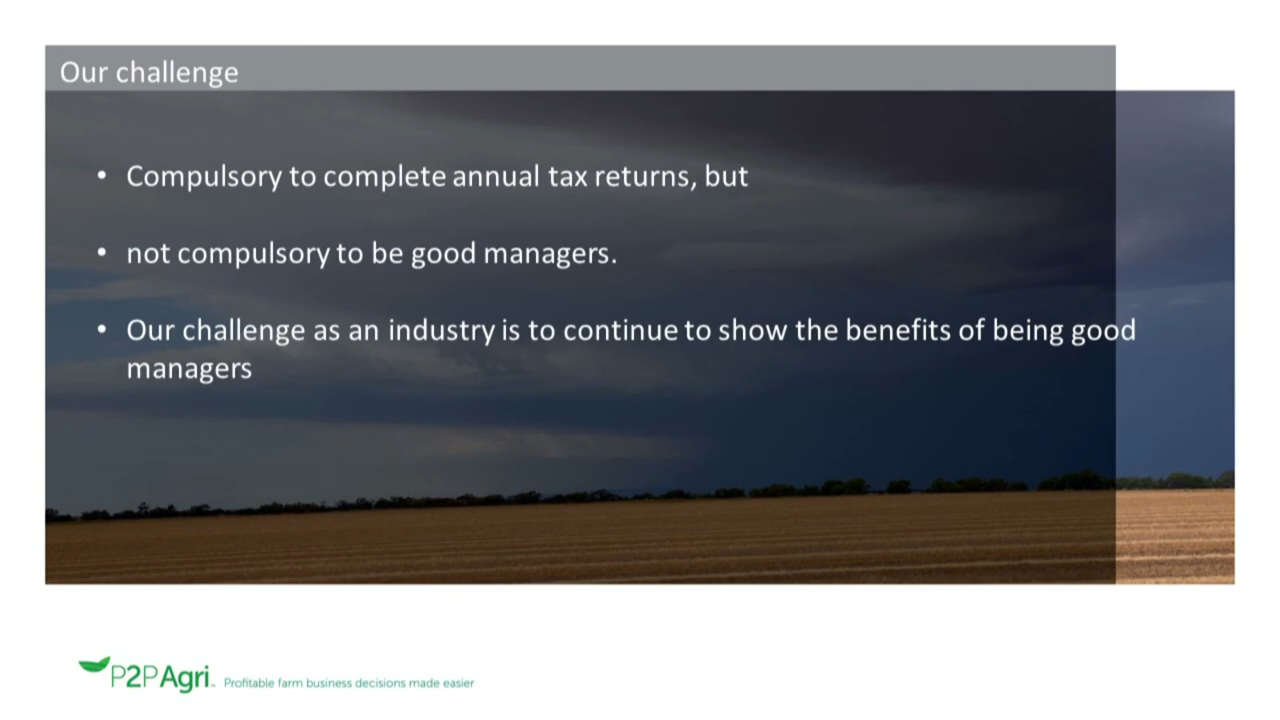 Our challenge
• Compulsory to complete annual tax returns, but
• not compulsory to be good managers.
• Our challenge as an industry is to continue to show the benefits of being good
managers
P2PAgri™ Profitable farm business decisions made easier